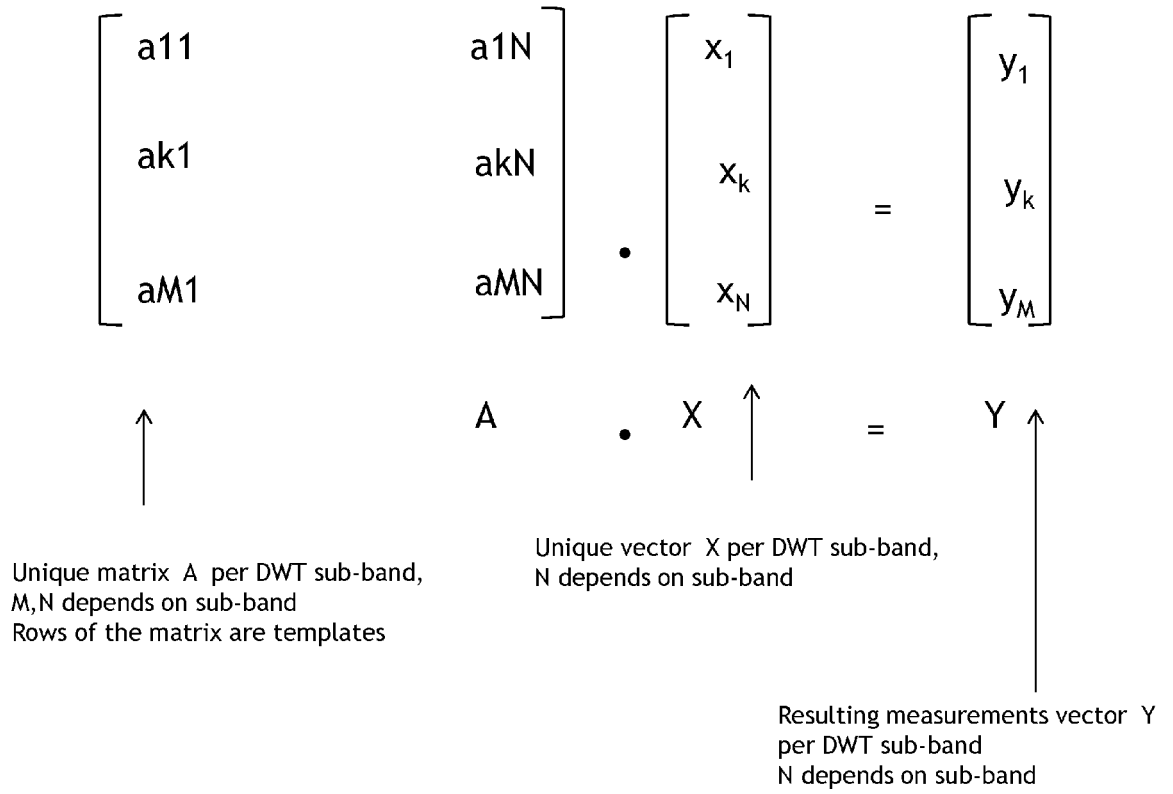 a11 a1N x1 y1
ak1 akN xk yk
=
•
aM1 aMN xN yM
A • X = Y
Unique matrix A per DWT sub-band,
M,N depends on sub-band
Rows of the matrix are templates
Unique vector X per DWT sub-band,
N depends on sub-band
Resulting measurements vector Y
per DWT sub-band
N depends on sub-band